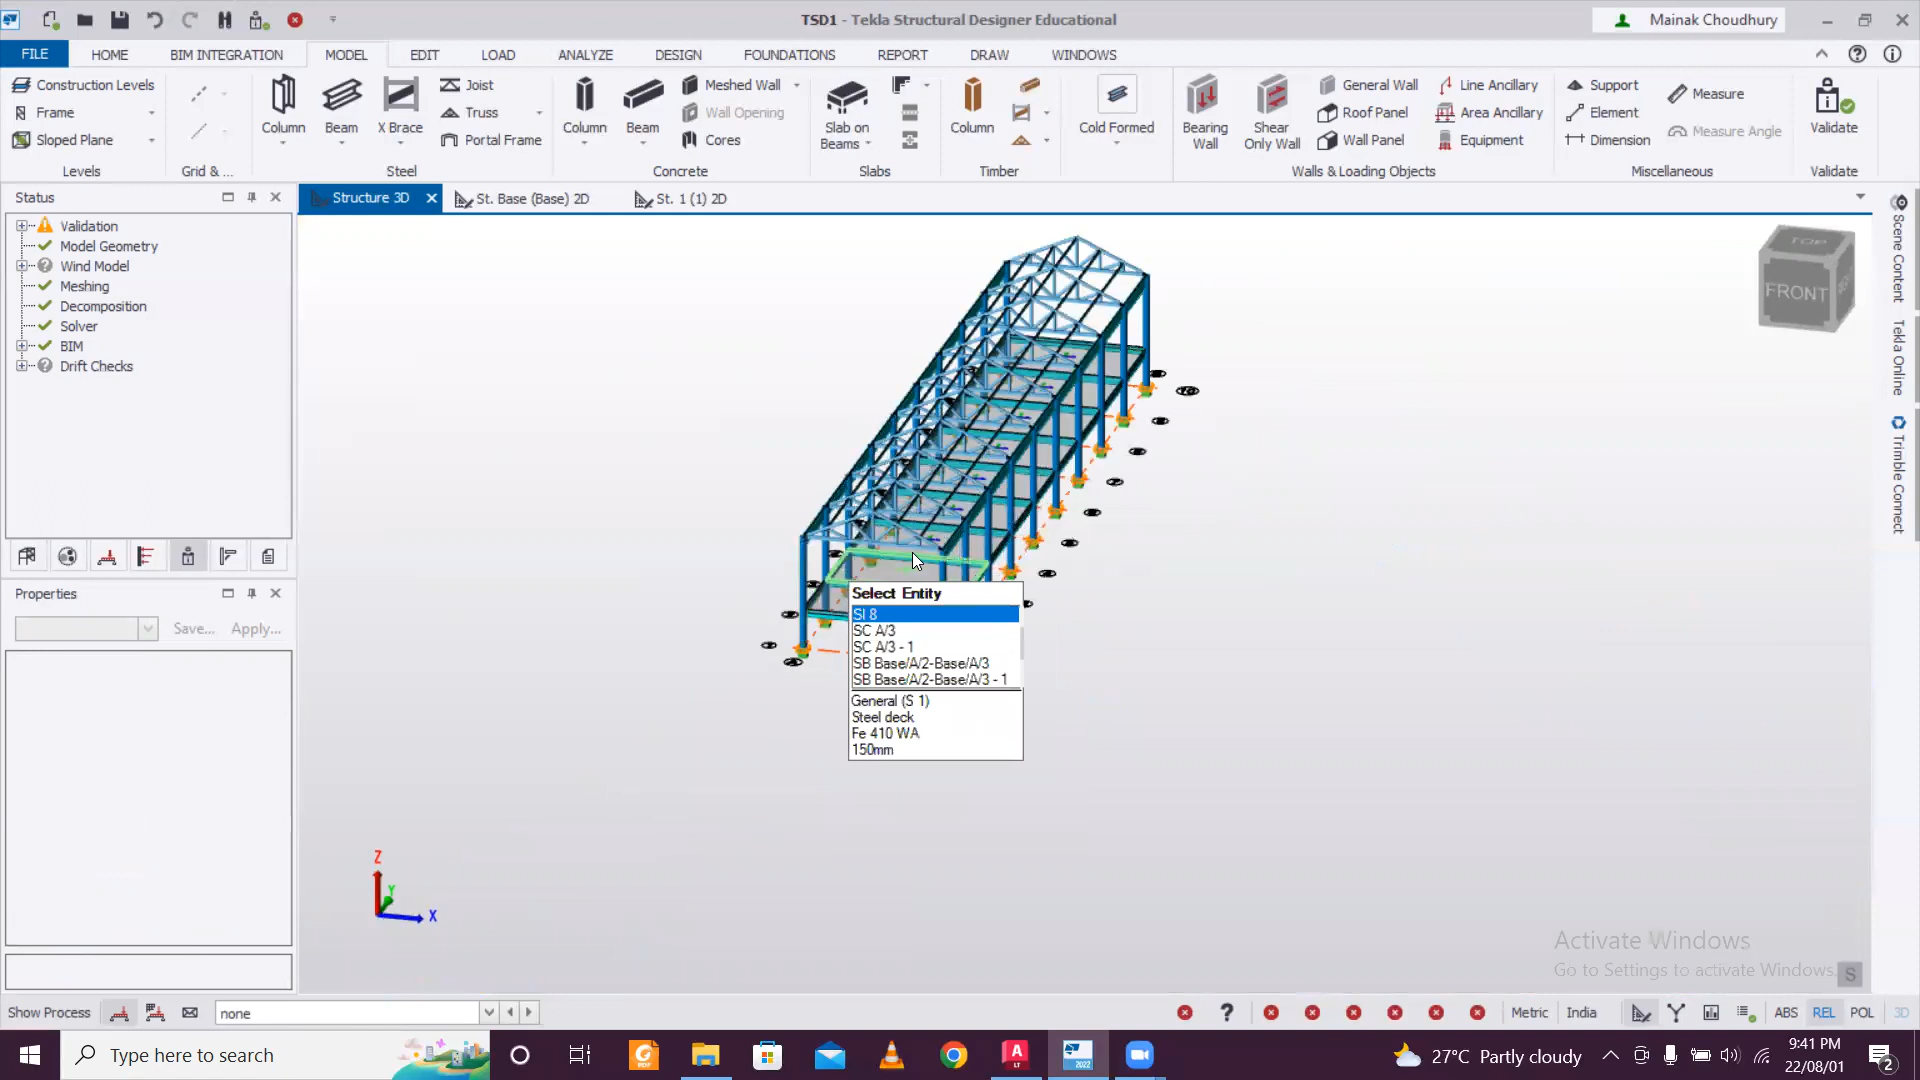 TSD1 - Tekla Structural Designer Educational
Mainak Choudhury
FILE HOME BIM INTEGRATION MODEL EDIT LOAD ANALYZE DESIGN FOUNDATIONS REPORT DRAW WINDOWS
Construction Levels
Frame
Sloped Plane
Levels
Grid & ...
Column
Beam
X Brace
Joist
Truss
Portal Frame
Steel
Column
Beam
Meshed Wall
Wall Opening
Cores
Concrete
Slab on
Beams
Slabs
Column
Timber
Cold Formed
Bearing
Wall
Shear
Only Wall
General Wall
Roof Panel
Wall Panel
Line Ancillary
Area Ancillary
Equipment
Walls & Loading Objects
Support
Element
Dimension
Measure
Measure Angle
Miscellaneous
Validate
Validate
Status
Structure 3D
St. Base (Base) 2D
St. 1 (1) 2D
Validation
Model Geometry
Wind Model
Meshing
Decomposition
Solver
BIM
Drift Checks
Properties
Save...
Apply...
TOP
FRONT
Scene Content
Tekla Online
Trimble Connect
Select Entity
SI 8
SC A/3
SC A/3 - 1
SB Base/A/2-Base/A/3
SB Base/A/2-Base/A/3 - 1
General (S 1)
Steel deck
Fe 410 WA
150mm
Z
Y
X
Activate Windows
Go to Settings to activate Windows.
S
Show Process
none
Metric
India
ABS
REL
POL
3D
Type here to search
PDF
LT
2022
27°C Partly cloudy
9:41 PM
22/08/01
2